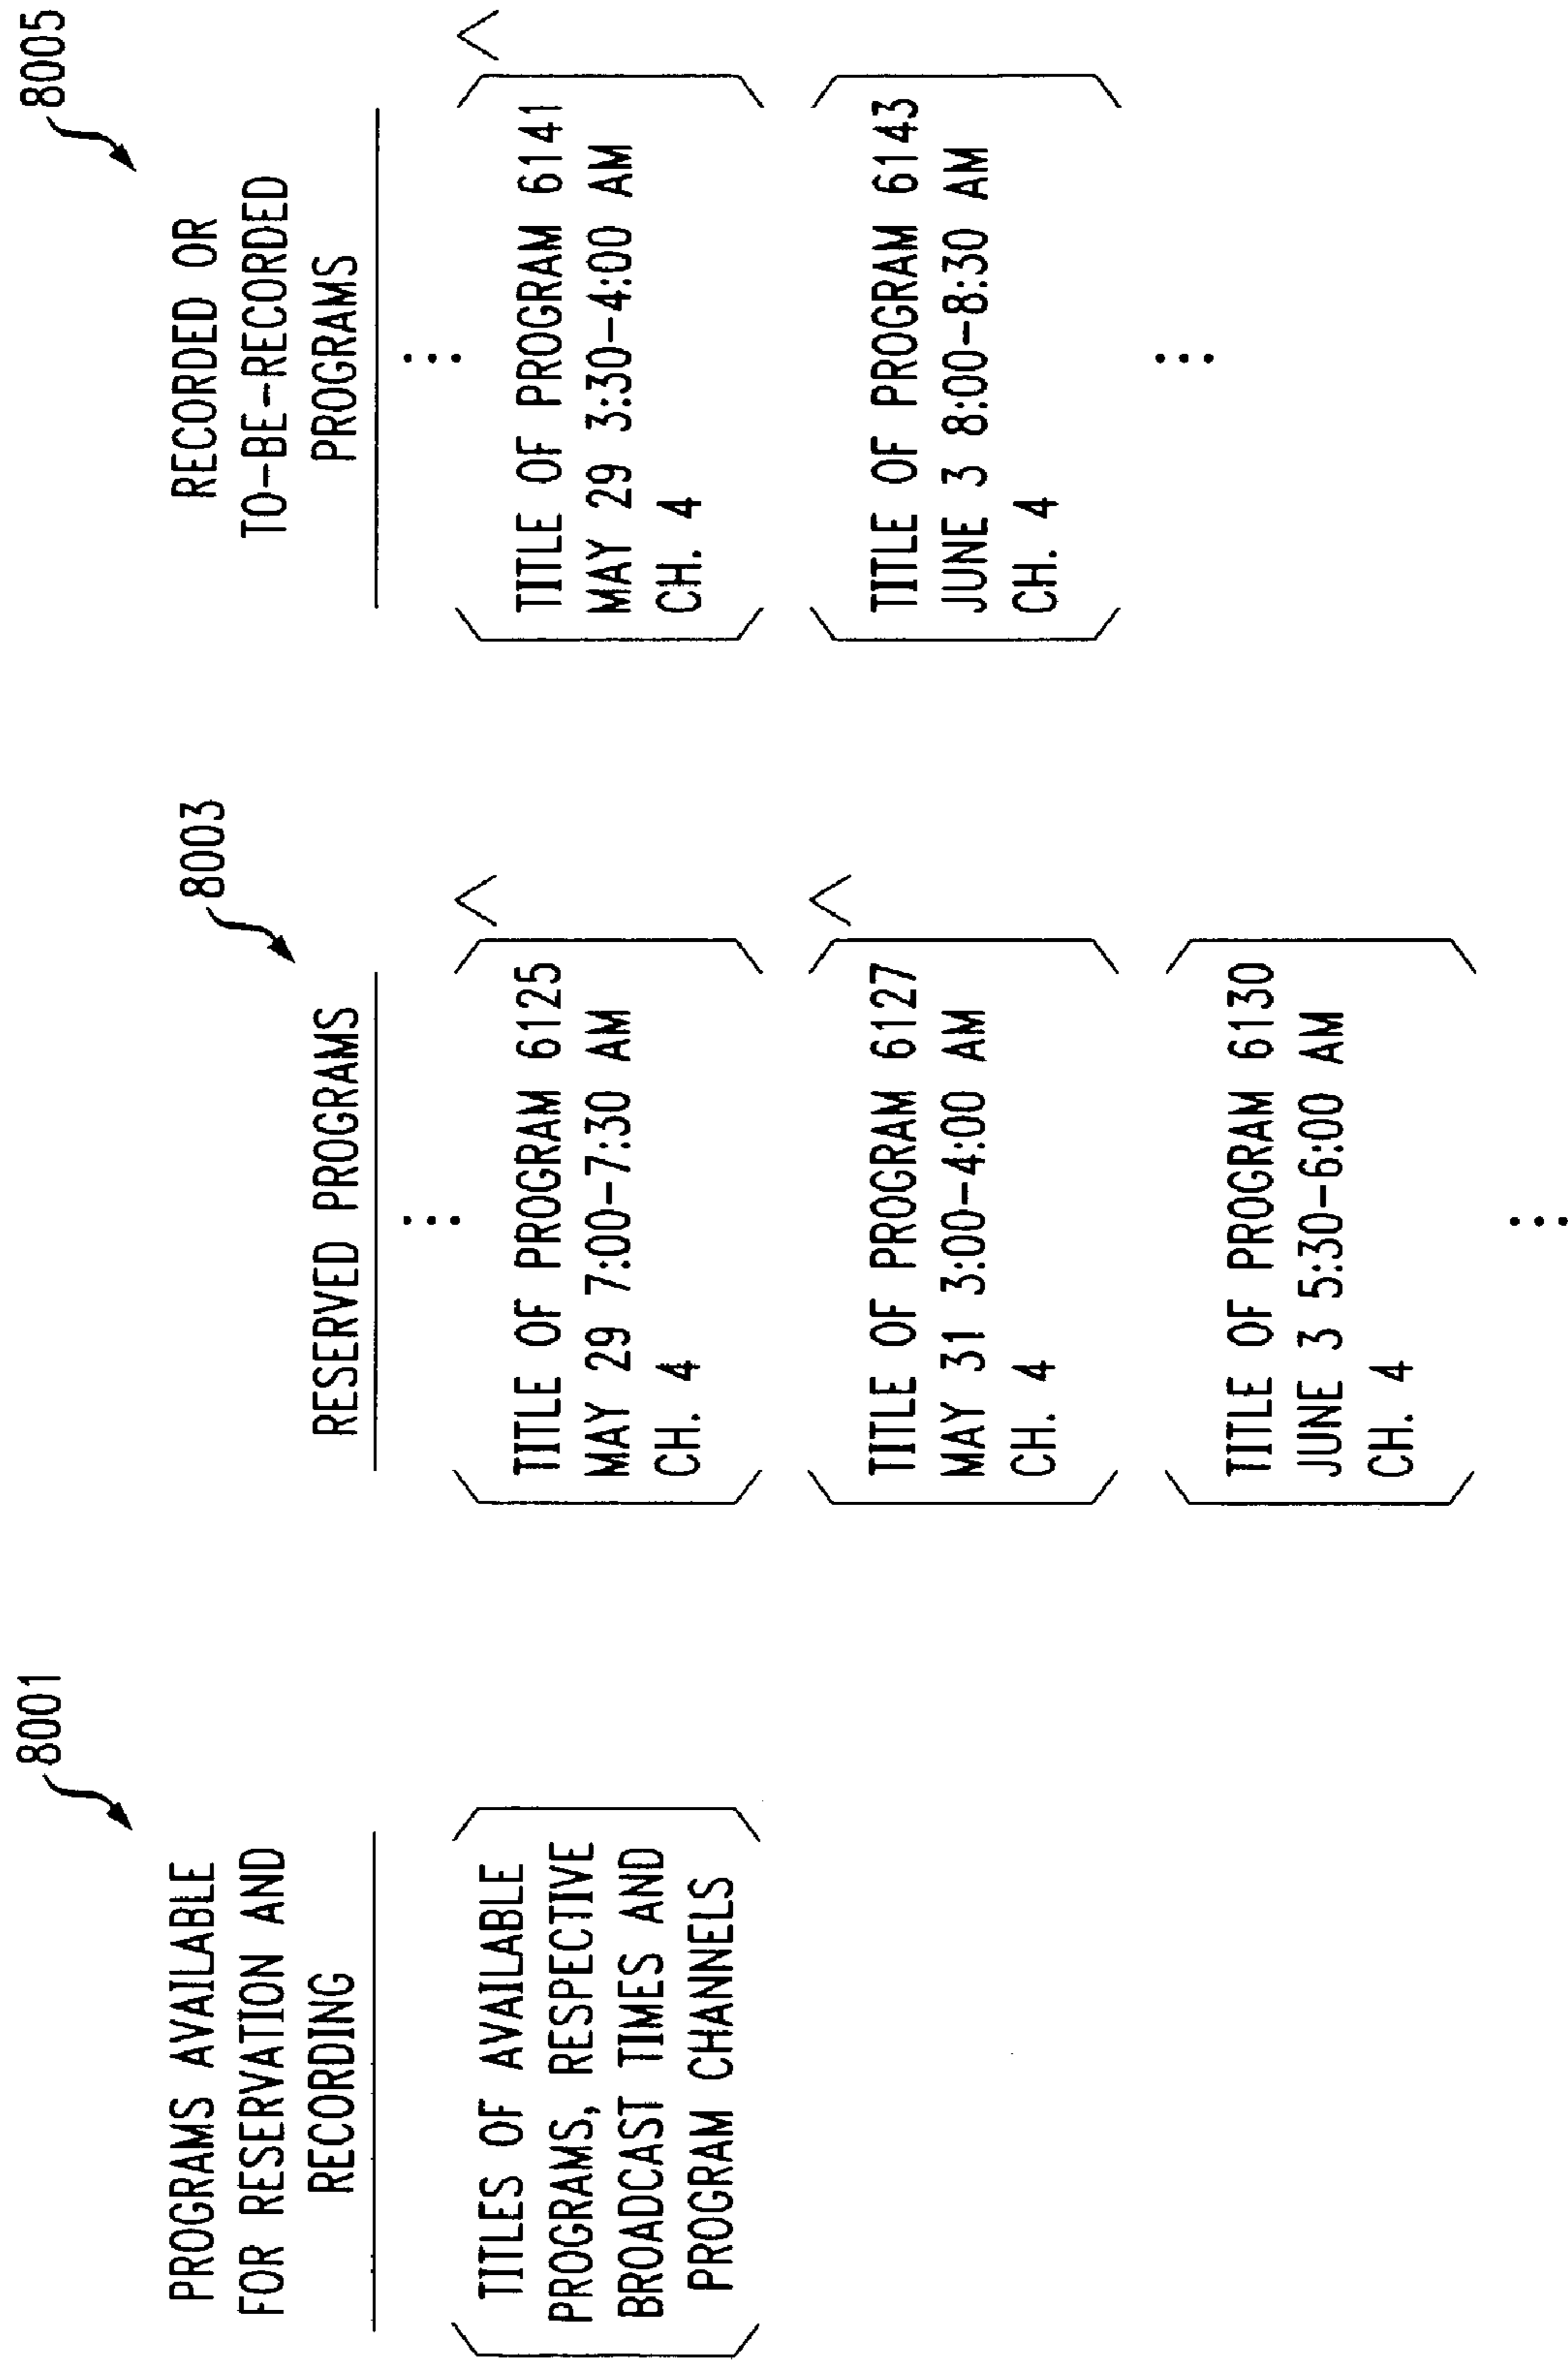 8001
PROGRAMS AVAILABLE
FOR RESERVATION AND
RECORDING
TITLES OF AVAILABLE
PROGRAMS, RESPECTIVE
BROADCAST TIMES AND
PROGRAM CHANNELS
8003
RESERVED PROGRAMS
...
TITLE OF PROGRAM 6125
MAY 29 7:00-7:30 AM
CH. 4
<
TITLE OF PROGRAM 6127
MAY 31 3:00-4:00 AM
CH. 4
<
TITLE OF PROGRAM 6130
JUNE 3 5:30-6:00 AM
CH. 4
...
8005
RECORDED OR
TO-BE-RECORDED
PROGRAMS
...
TITLE OF PROGRAM 6141
MAY 29 3:30-4:00 AM
CH. 4
<
TITLE OF PROGRAM 6143
JUNE 3 8:00-8:30 AM
CH. 4
...